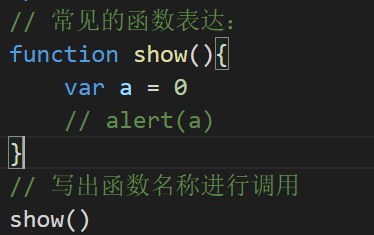 // 常见的函数表达：
function show(){
    var a = 0
    // alert(a)
}
// 写出函数名称进行调用
show()